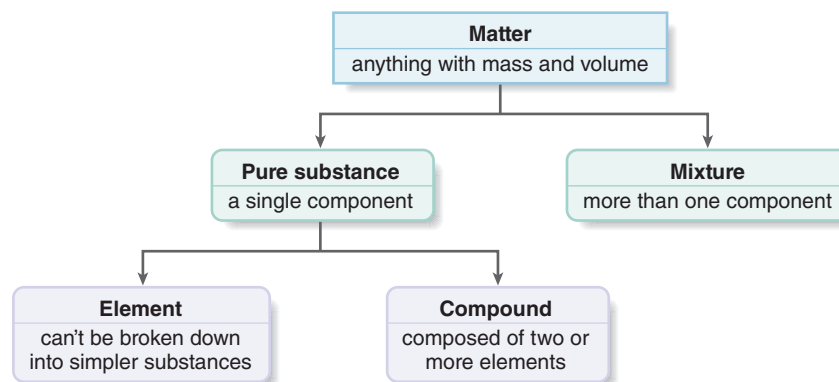 Matter
anything with mass and volume
Pure substance
a single component
Mixture
more than one component
Element
can’t be broken down
into simpler substances
Compound
composed of two or
more elements